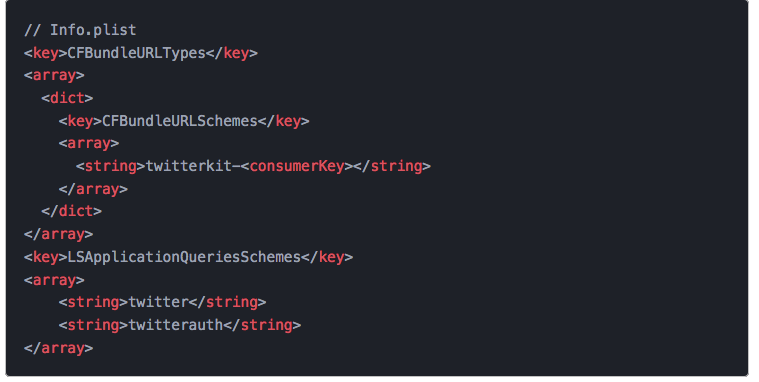 // Info.plist
<key>CFBundleURLTypes</key>
<array>
<dict>
<key>CFBundleURLSchemes</key>
<array>
<string>twitterkit-<consumerKey></string>
</array>
</dict>
</array>
<key>LSApplicationQueriesSchemes</key>
<array>
<string>twitter</string>
<string>twitterauth</string>
</array>